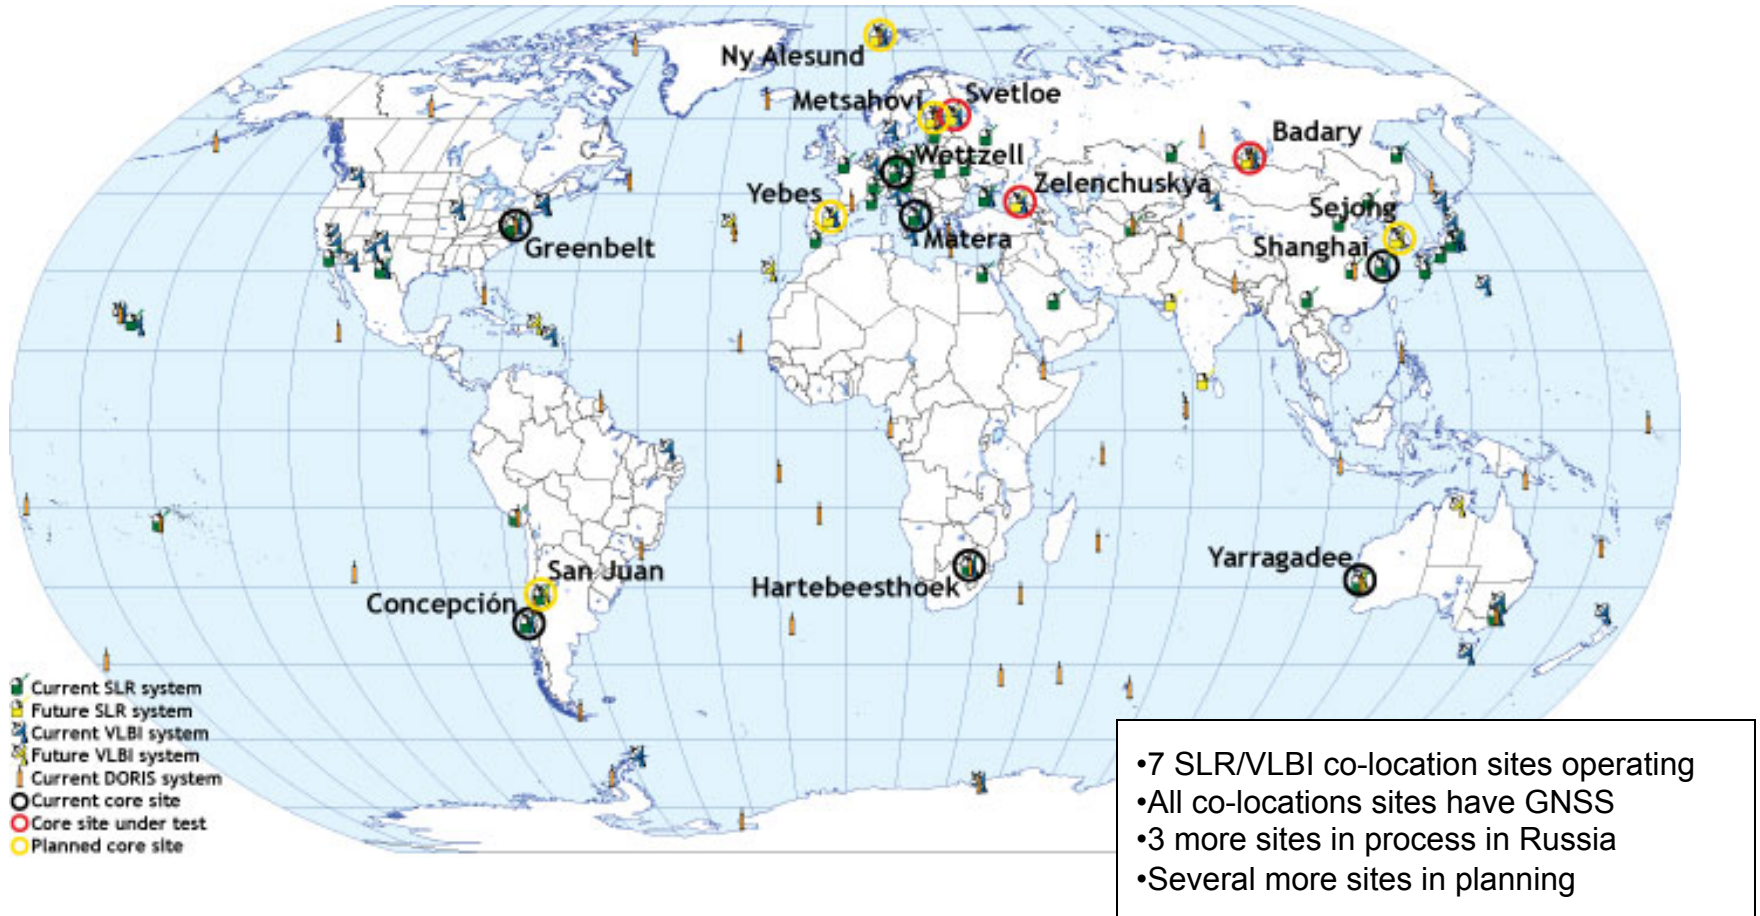 Ny Alesund
Metsahovi
Svetloe
Badary
Wettzell
Yebes
Zelenchuskya
Sejong
Greenbelt
Matera
Shanghai
Yarragadee
San Juan
Hartebeesthoek
Concepción
Current SLR system
Future SLR system
Current VLBI system
Future VLBI system
Current DORIS system
Current core site
Core site under test
Planned core site
•7 SLR/VLBI co-location sites operating
•All co-locations sites have GNSS
•3 more sites in process in Russia
•Several more sites in planning